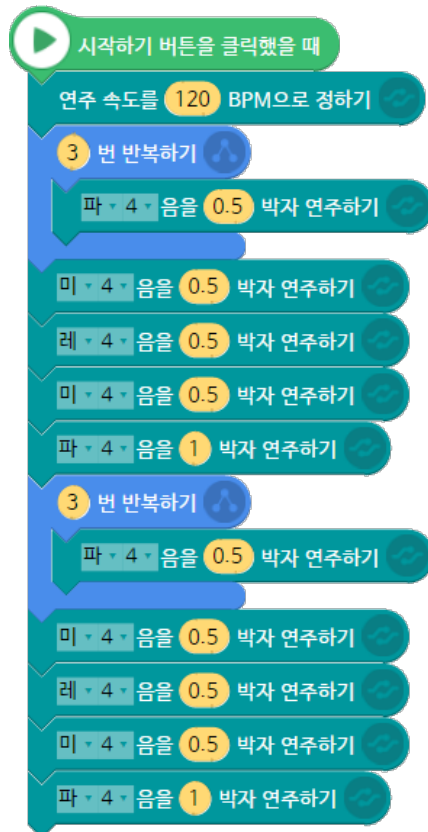 시작하기 버튼을 클릭했을 때
연주 속도를 120 BPM으로 정하기
3 번 반복하기
파 4 음을 0.5 박자 연주하기
미 4 음을 0.5 박자 연주하기
레 4 음을 0.5 박자 연주하기
미 4 음을 0.5 박자 연주하기
파 4 음을 1 박자 연주하기
3 번 반복하기
파 4 음을 0.5 박자 연주하기
미 4 음을 0.5 박자 연주하기
레 4 음을 0.5 박자 연주하기
미 4 음을 0.5 박자 연주하기
파 4 음을 1 박자 연주하기